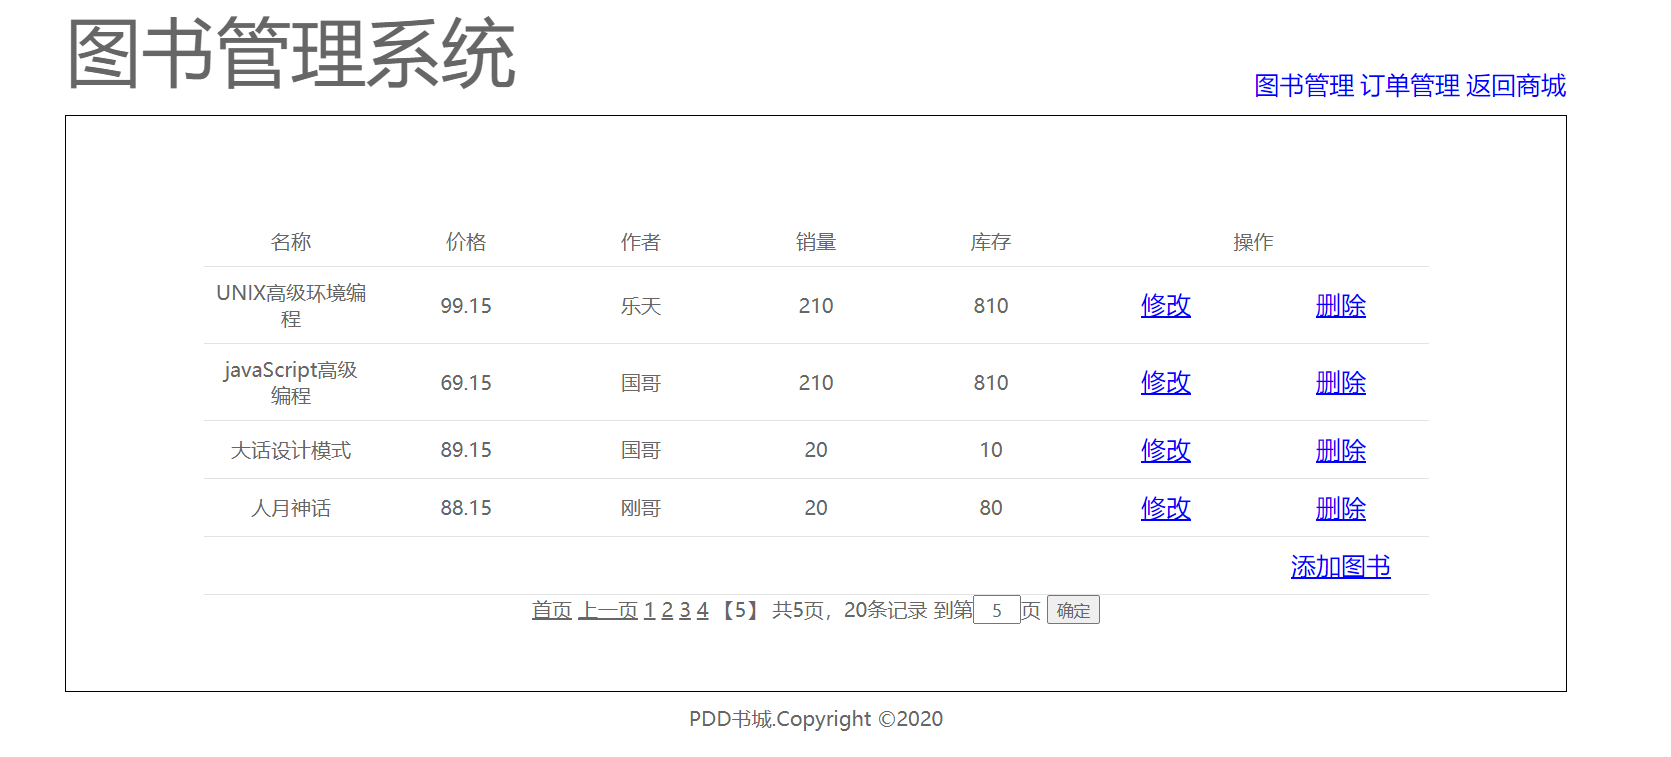 图书管理系统
图书管理 订单管理 返回商城
名称 价格 作者 销量 库存 操作
UNIX高级环境编
程 99.15 乐天 210 810 修改 删除
javaScript高级
编程 69.15 国哥 210 810 修改 删除
大话设计模式 89.15 国哥 20 10 修改 删除
人月神话 88.15 刚哥 20 80 修改 删除
添加图书
首页 上一页 1 2 3 4 【5】 共5页，20条记录 到第 5 页 确定
PDD书城.Copyright ©2020